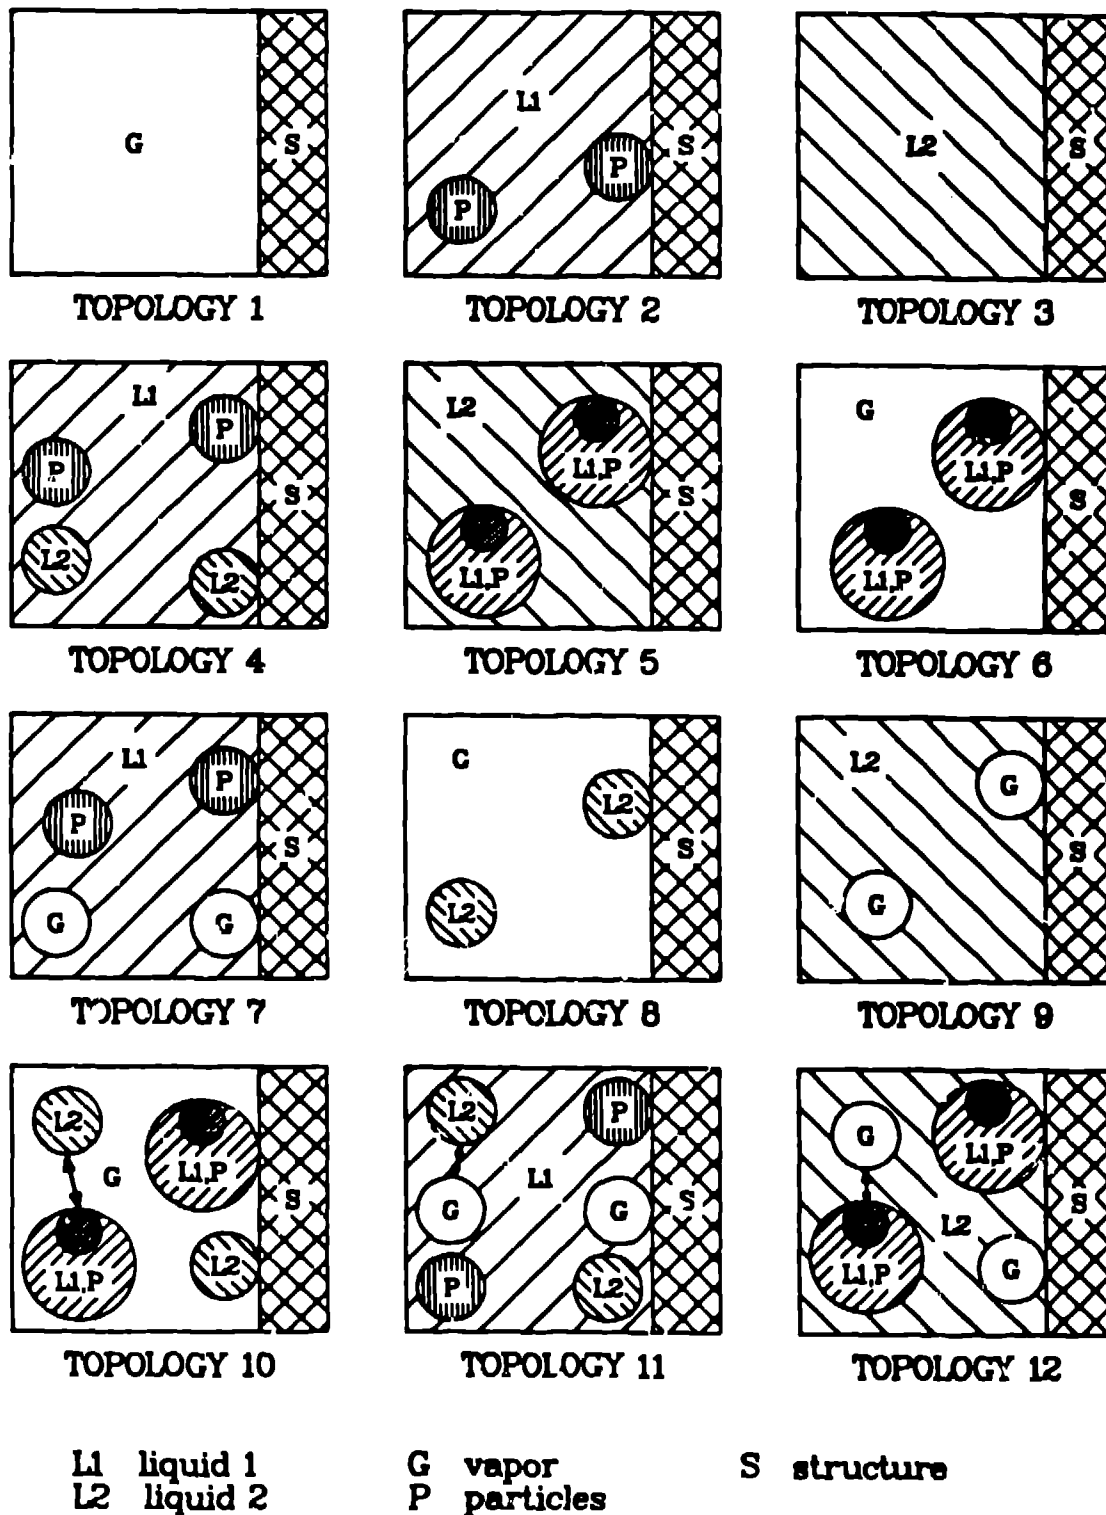 G S
L1 P P S
L2 S
TOPOLOGY 1 TOPOLOGY 2 TOPOLOGY 3
L1 P P L2 L2 S
L2 L1,P L1,P S
G L1,P L1,P S
TOPOLOGY 4 TOPOLOGY 5 TOPOLOGY 6
L1 P P G G S
G L2 L2 S
L2 G G S
TOPOLOGY 7 TOPOLOGY 8 TOPOLOGY 9
L2 G L1,P L1,P L2 S
L2 P L1 G G P L2 S
G L1,P L1,P L2 G S
TOPOLOGY 10 TOPOLOGY 11 TOPOLOGY 12
L1 liquid 1 G vapor S structure
L2 liquid 2 P particles